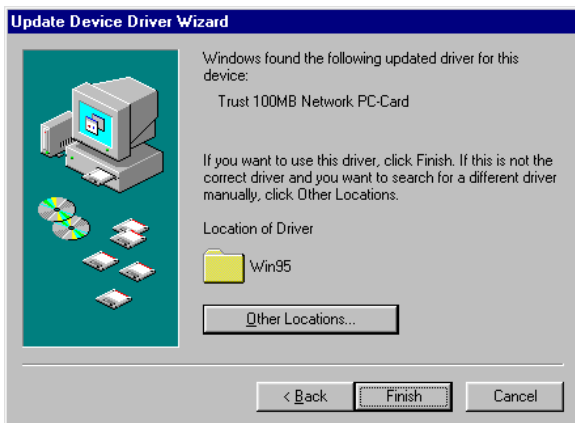 Update Device Driver Wizard
Windows found the following updated driver for this
device:
Trust 100MB Network PC-Card
If you want to use this driver, click Finish. If this is not the
correct driver and you want to search for a different driver
manually, click Other Locations.
Location of Driver
Win95
Other Locations...
< Back
Finish
Cancel